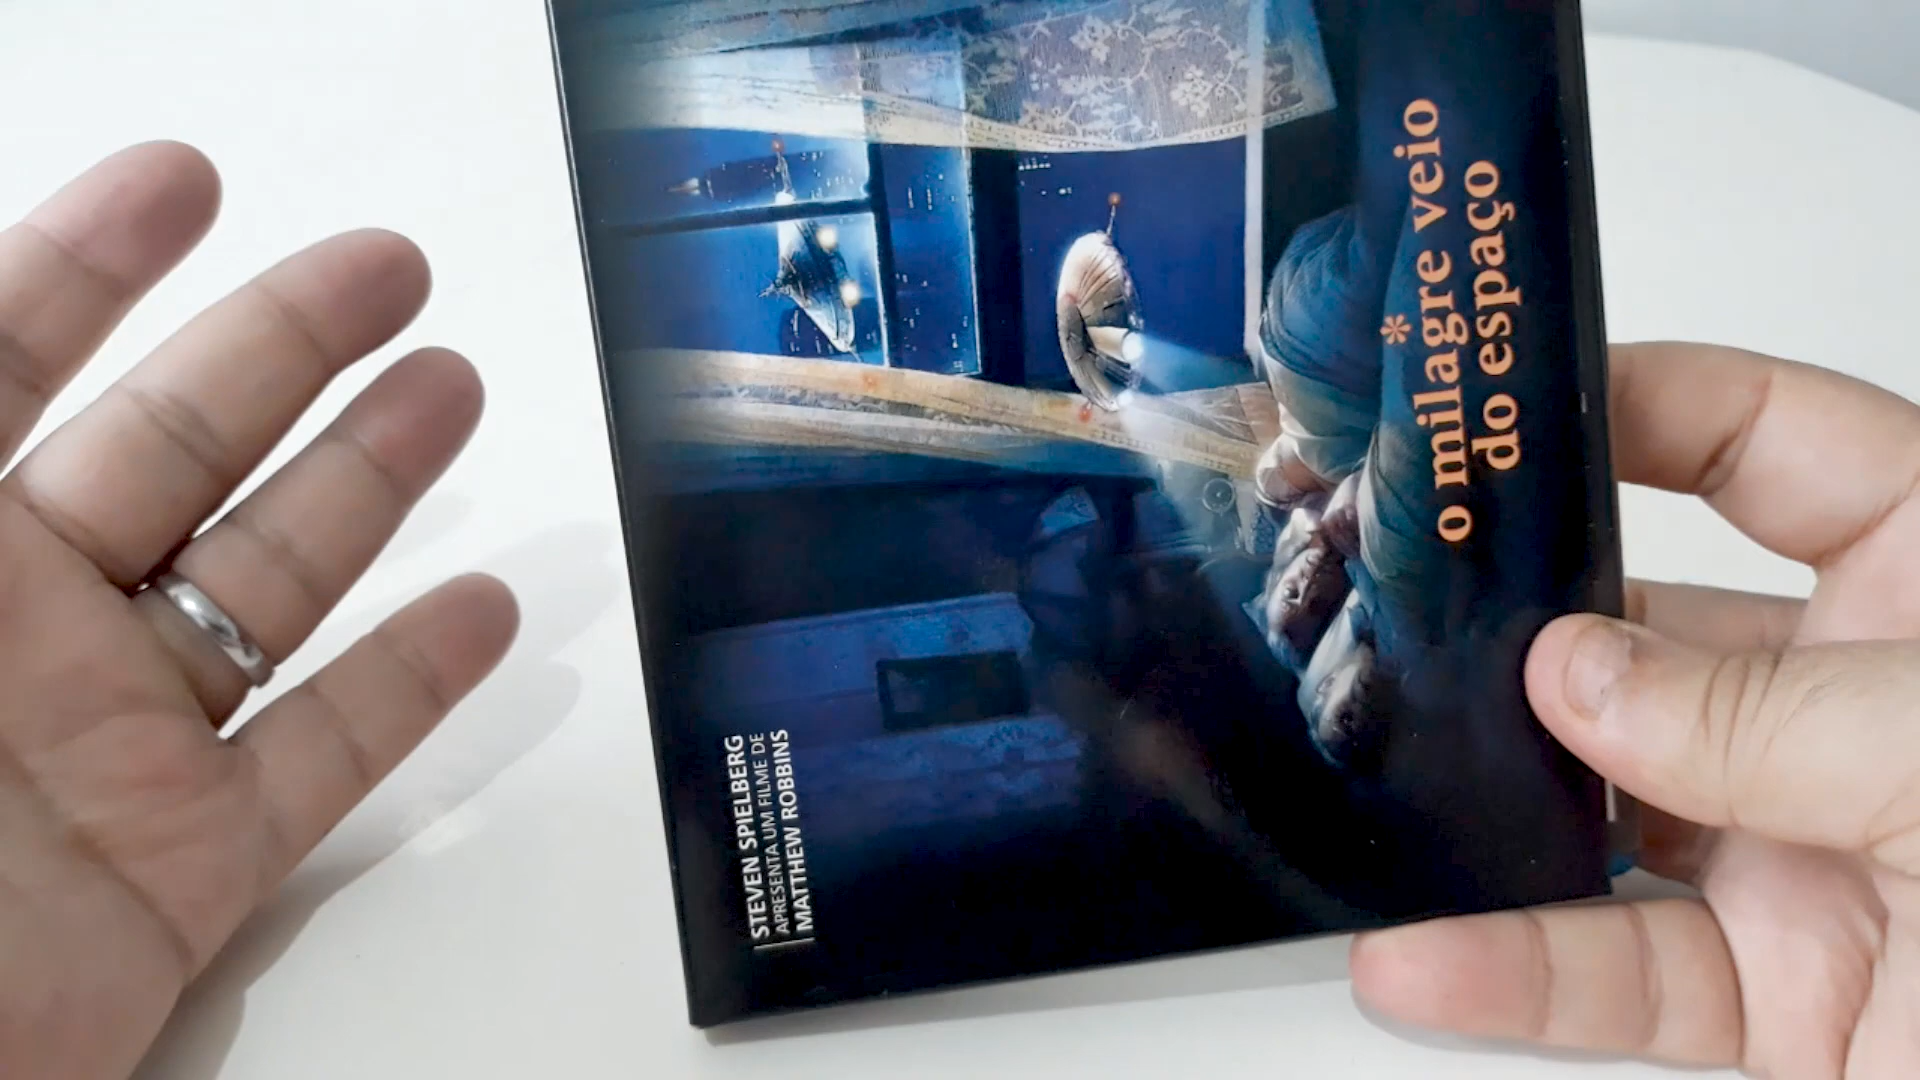 STEVEN SPIELBERG
APRESENTA UM FILME DE
MATTHEW ROBBINS
o milagre veio
do espaço